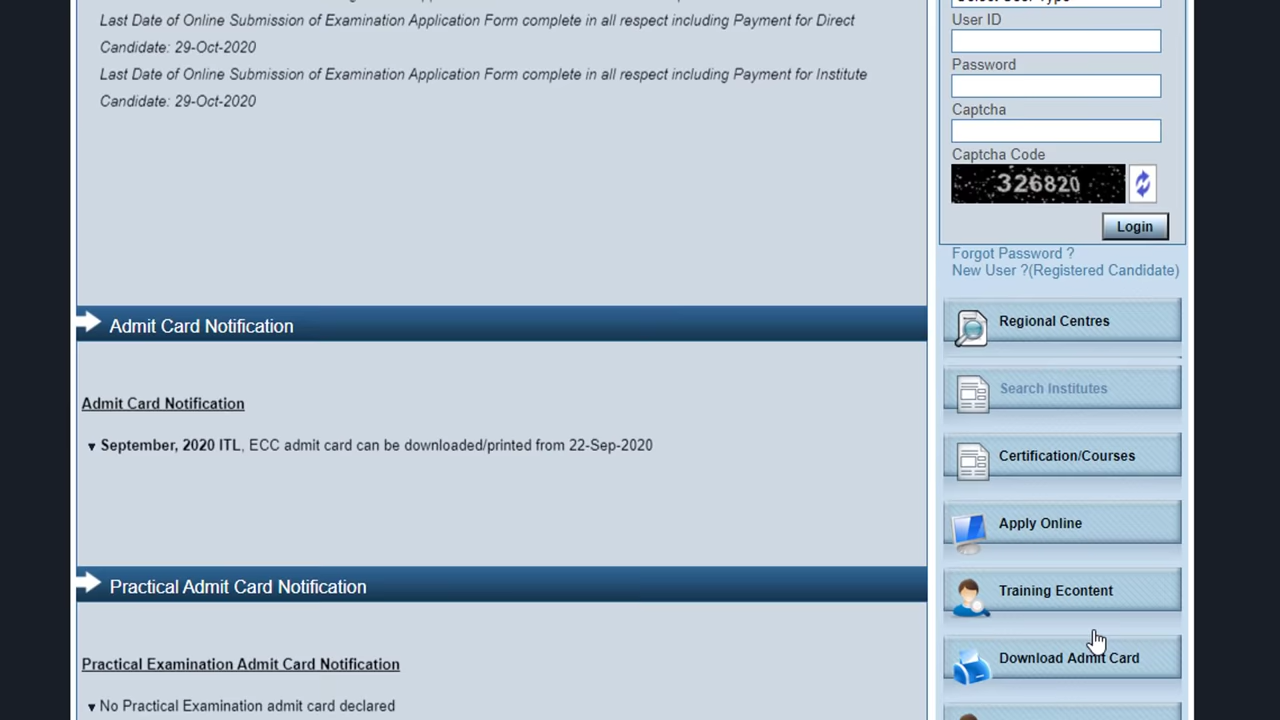 Last Date of Online Submission of Examination Application Form complete in all respect including Payment for Direct
Candidate: 29-Oct-2020
Last Date of Online Submission of Examination Application Form complete in all respect including Payment for Institute
Candidate: 29-Oct-2020
Admit Card Notification
Admit Card Notification
September, 2020 ITL, ECC admit card can be downloaded/printed from 22-Sep-2020
Practical Admit Card Notification
Practical Examination Admit Card Notification
No Practical Examination admit card declared
User ID
Password
Captcha
Captcha Code
326820
Login
Forgot Password ?
New User ?(Registered Candidate)
Regional Centres
Search Institutes
Certification/Courses
Apply Online
Training Econtent
Download Admit Card